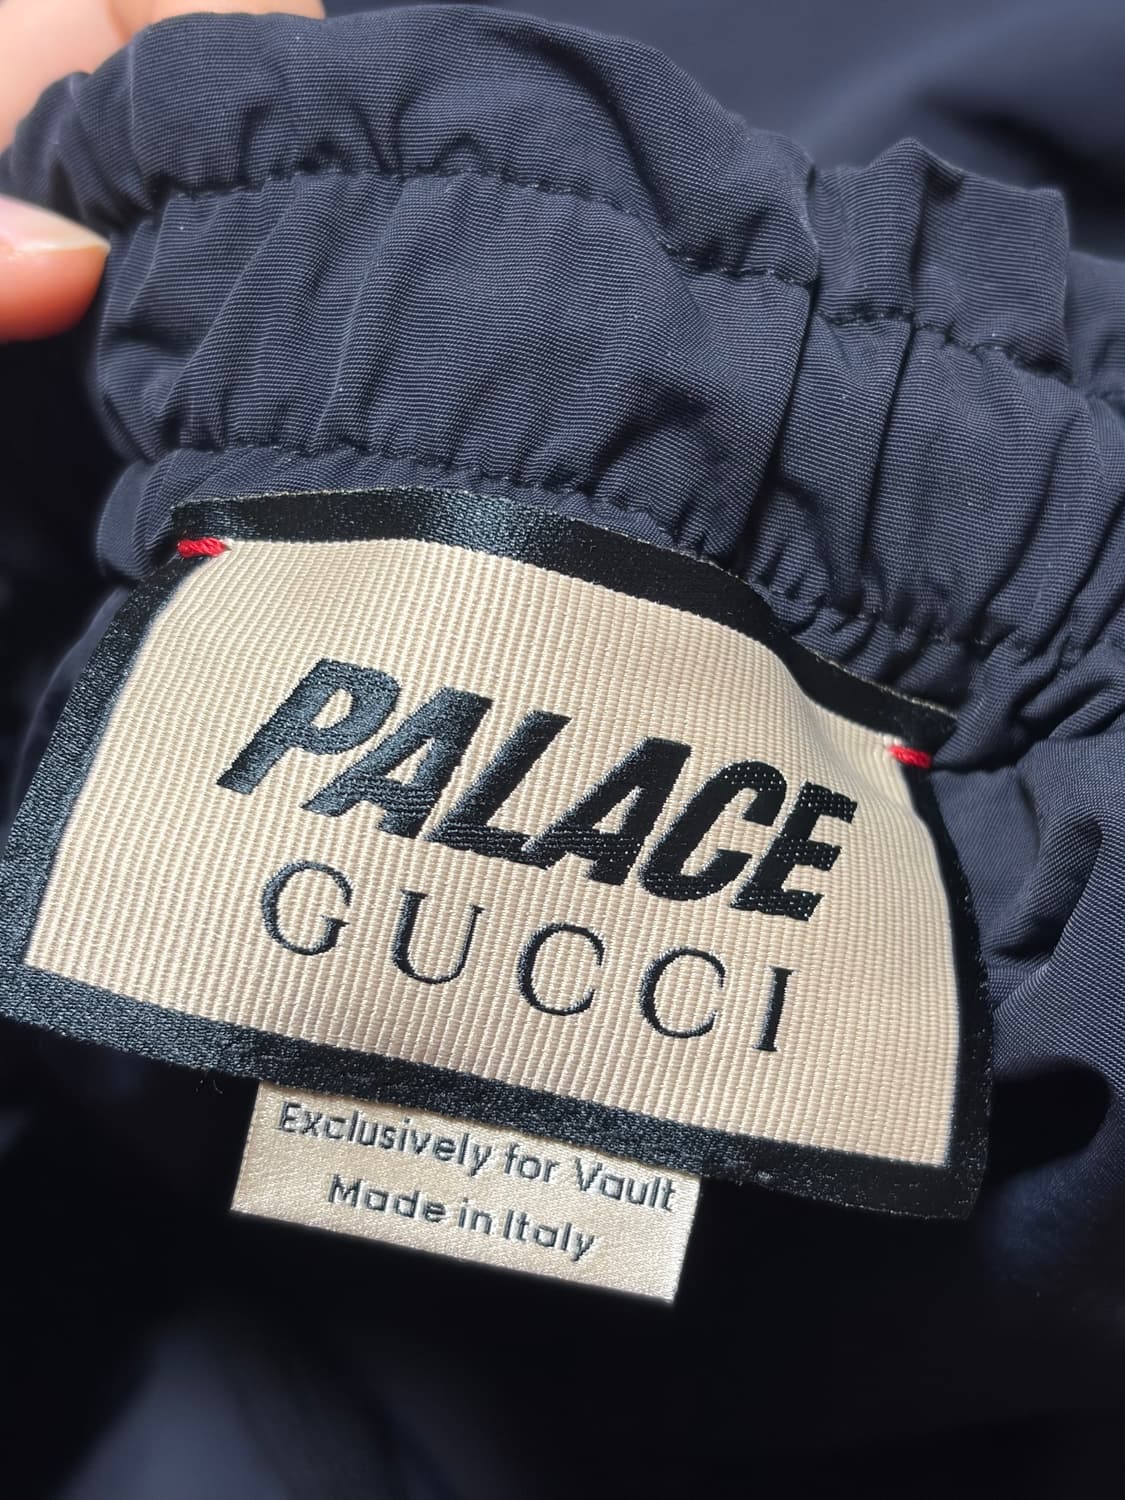 PALACE
GUCCI
Exclusively for Vault
Made in Italy